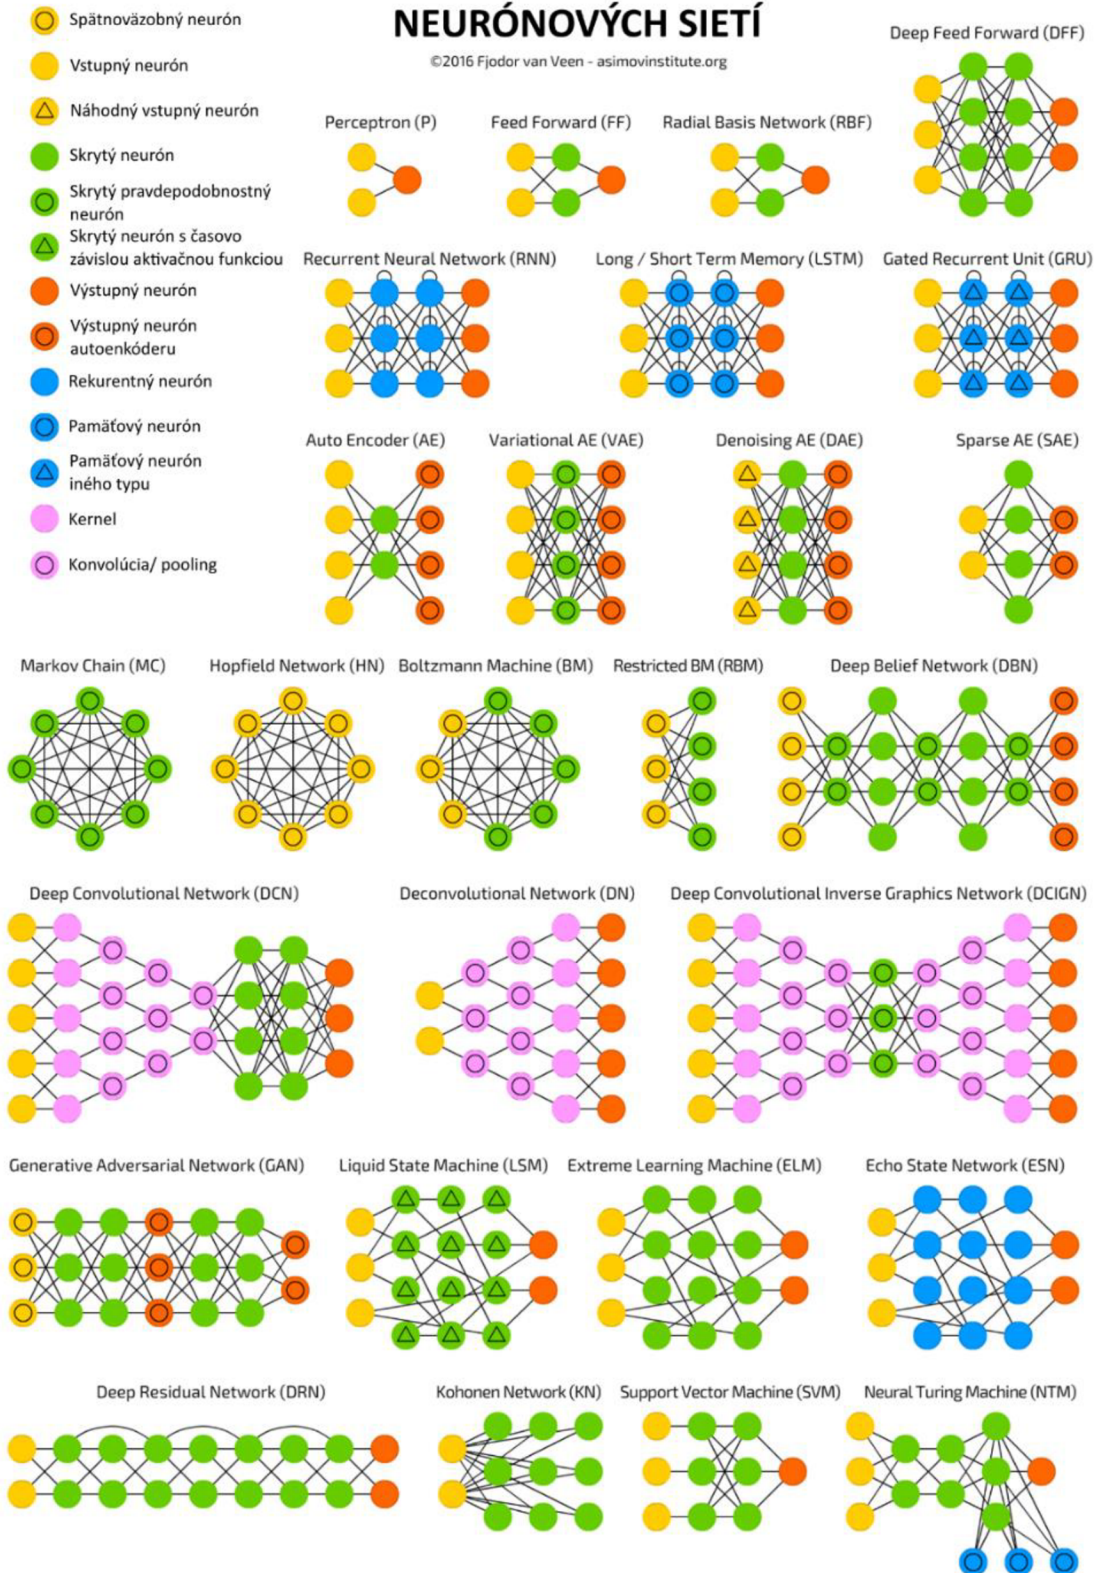 NEURÓNOVÝCH SIETÍ
©2016 Fjodor van Veen - asimovinstitute.org
Spätnoväzobný neurón
Vstupný neurón
Náhodný vstupný neurón
Skrytý neurón
Skrytý pravdepodobnostný
neurón
Skrytý neurón s časovo
závislou aktivačnou funkciou
Výstupný neurón
Výstupný neurón
autoenkóderu
Rekurentný neurón
Pamäťový neurón
Pamäťový neurón
iného typu
Kernel
Konvolúcia/ pooling
Deep Feed Forward (DFF)
Perceptron (P)
Feed Forward (FF)
Radial Basis Network (RBF)
Recurrent Neural Network (RNN)
Long / Short Term Memory (LSTM)
Gated Recurrent Unit (GRU)
Auto Encoder (AE)
Variational AE (VAE)
Denoising AE (DAE)
Sparse AE (SAE)
Markov Chain (MC)
Hopfield Network (HN)
Boltzmann Machine (BM)
Restricted BM (RBM)
Deep Belief Network (DBN)
Deep Convolutional Network (DCN)
Deconvolutional Network (DN)
Deep Convolutional Inverse Graphics Network (DCIGN)
Generative Adversarial Network (GAN)
Liquid State Machine (LSM)
Extreme Learning Machine (ELM)
Echo State Network (ESN)
Deep Residual Network (DRN)
Kohonen Network (KN)
Support Vector Machine (SVM)
Neural Turing Machine (NTM)